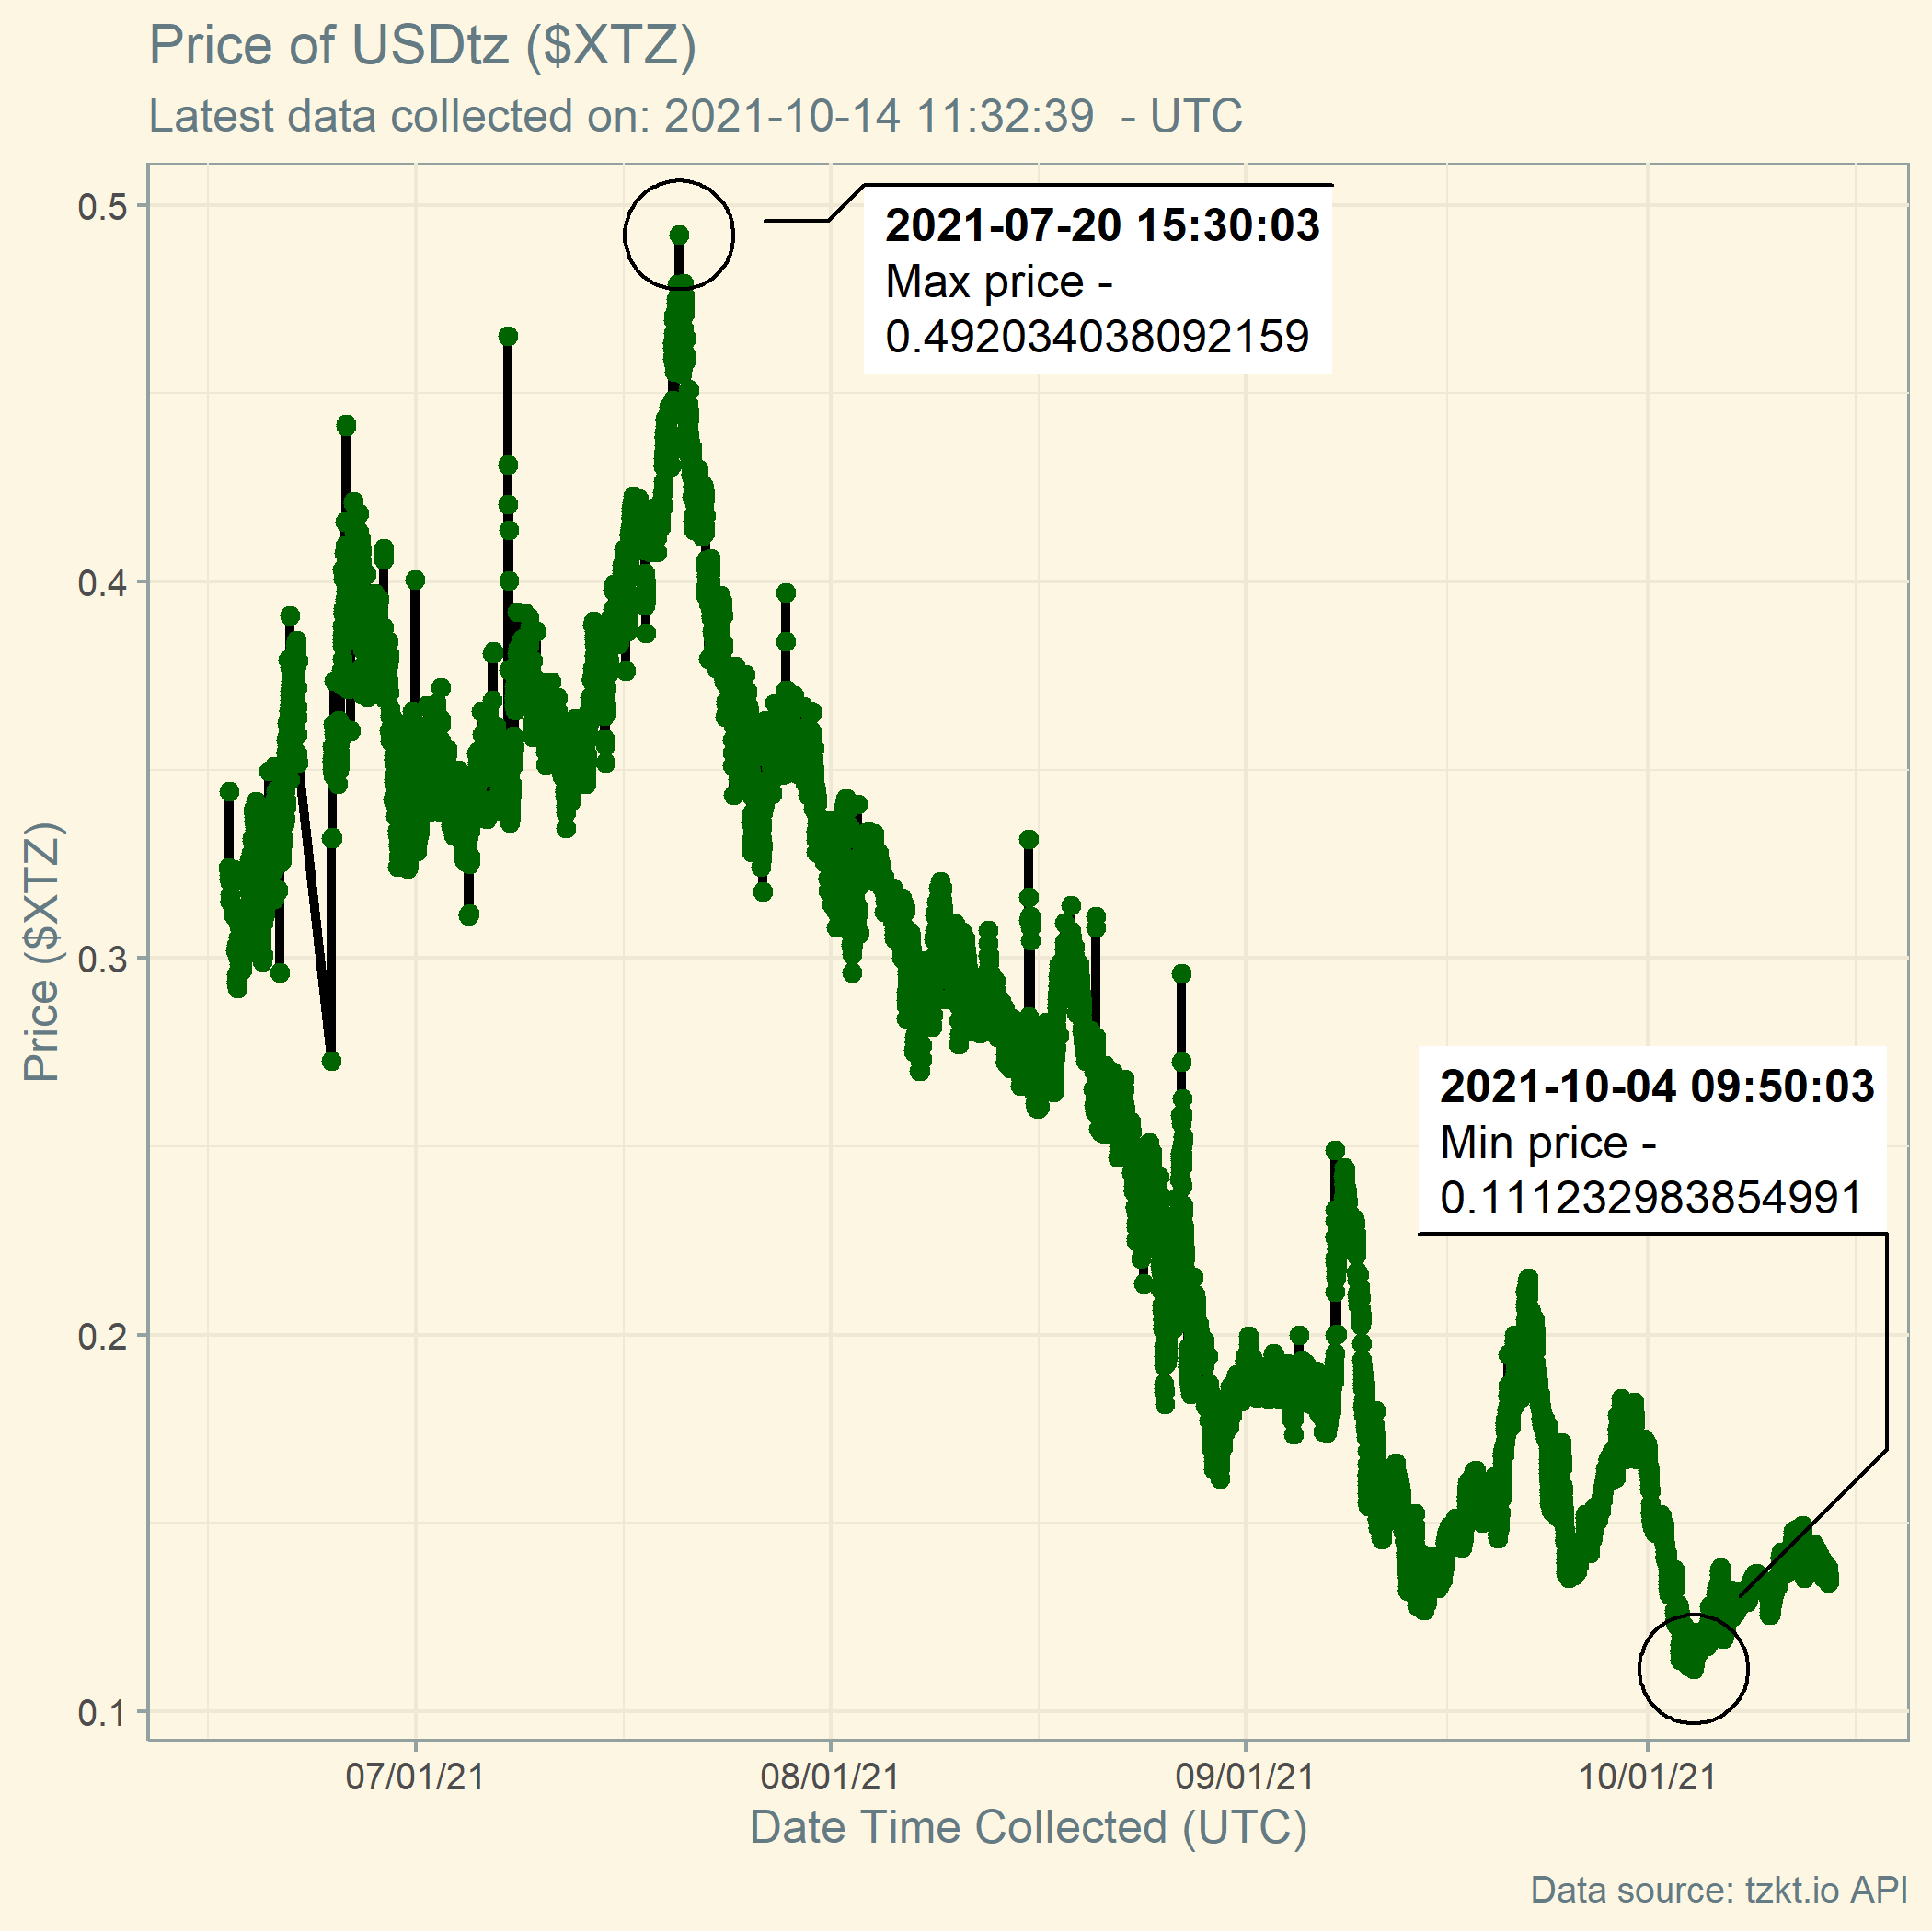 Price of USDtz ($XTZ)
Latest data collected on: 2021-10-14 11:32:39  - UTC
0.5
0.4
0.3
0.2
0.1
Price ($XTZ)
2021-07-20 15:30:03
Max price -
0.492034038092159
2021-10-04 09:50:03
Min price -
0.111232983854991
07/01/21
08/01/21
09/01/21
10/01/21
Date Time Collected (UTC)
Data source: tzkt.io API